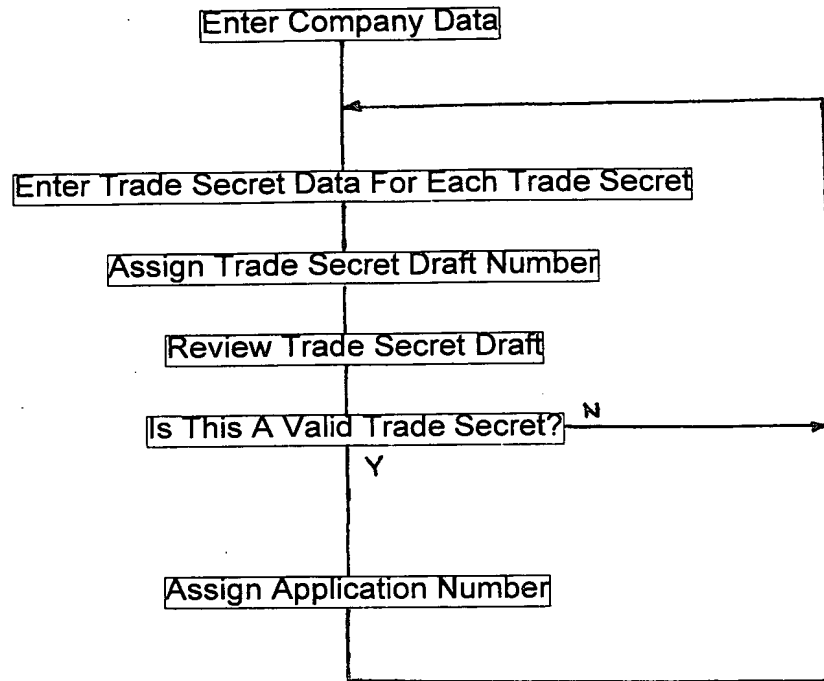 Enter Company Data
Enter Trade Secret Data For Each Trade Secret
Assign Trade Secret Draft Number
Review Trade Secret Draft
Is This A Valid Trade Secret?
N
Y
Assign Application Number